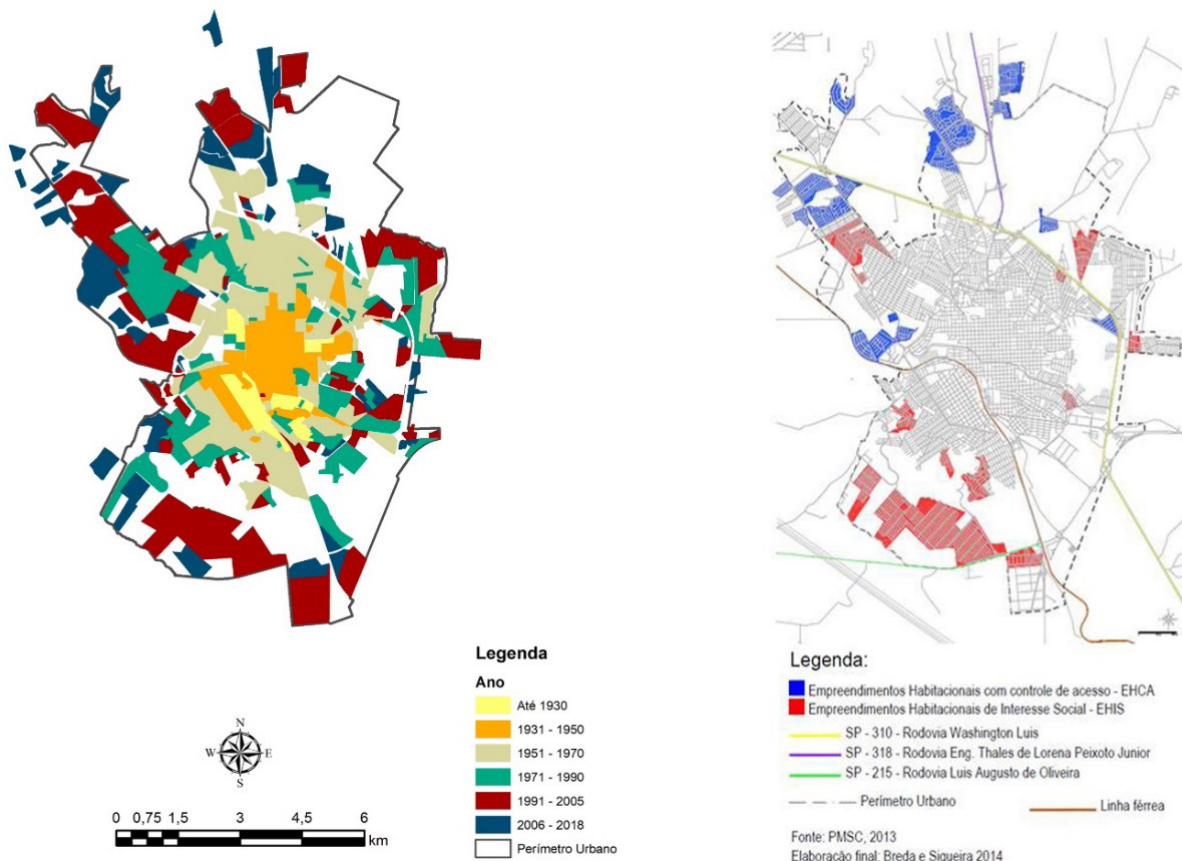 Legenda
Ano
Até 1930
1931 - 1950
1951 - 1970
1971 - 1990
1991 - 2005
2006 - 2018
Perímetro Urbano
N
W E
S
0 0,75 1,5 3 4,5 6
km
Legenda:
Empreendimentos Habitacionais com controle de acesso - EHCA
Empreendimentos Habitacionais de Interesse Social - EHIS
SP - 310 - Rodovia Washington Luis
SP - 318 - Rodovia Eng. Thales de Lorena Peixoto Junior
SP - 215 - Rodovia Luis Augusto de Oliveira
Perímetro Urbano Linha férrea
Fonte: PMSC, 2013
Elaboração final: Breda e Siqueira 2014